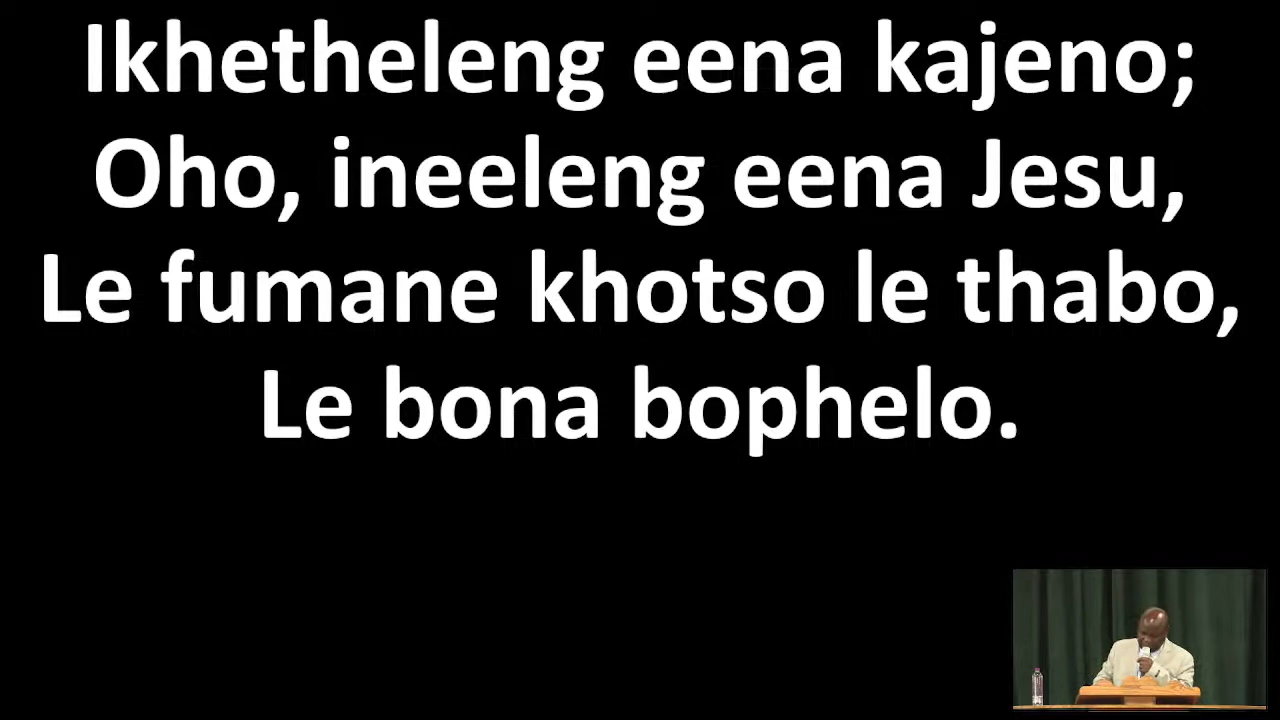 Ikhetheleng eena kajeno;
Oho, ineeleng eena Jesu,
Le fumane khotso le thabo,
Le bona bophelo.